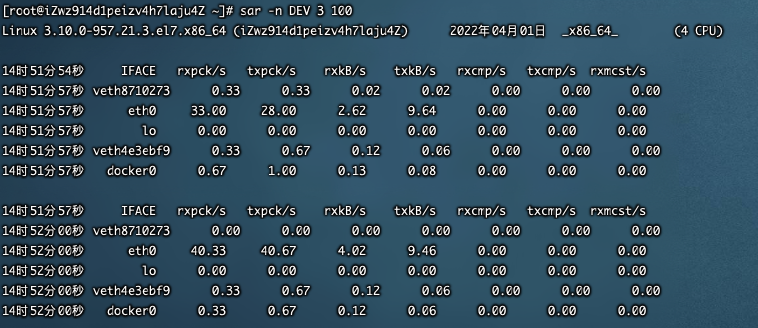 [root@iZwz914d1peizv4h7laju4Z ~]# sar -n DEV 3 100
Linux 3.10.0-957.21.3.el7.x86_64 (iZwz914d1peizv4h7laju4Z) 2022年04月01日 _x86_64_ (4 CPU)
14时51分54秒 IFACE rxpck/s txpck/s rxkB/s txkB/s rxcmp/s txcmp/s rxmcst/s
14时51分57秒 veth8710273 0.33 0.33 0.02 0.02 0.00 0.00 0.00
14时51分57秒 eth0 33.00 28.00 2.62 9.64 0.00 0.00 0.00
14时51分57秒 lo 0.00 0.00 0.00 0.00 0.00 0.00 0.00
14时51分57秒 veth4e3ebf9 0.33 0.67 0.12 0.06 0.00 0.00 0.00
14时51分57秒 docker0 0.67 1.00 0.13 0.08 0.00 0.00 0.00
14时51分57秒 IFACE rxpck/s txpck/s rxkB/s txkB/s rxcmp/s txcmp/s rxmcst/s
14时52分00秒 veth8710273 0.00 0.00 0.00 0.00 0.00 0.00 0.00
14时52分00秒 eth0 40.33 40.67 4.02 9.46 0.00 0.00 0.00
14时52分00秒 lo 0.00 0.00 0.00 0.00 0.00 0.00 0.00
14时52分00秒 veth4e3ebf9 0.33 0.67 0.12 0.06 0.00 0.00 0.00
14时52分00秒 docker0 0.33 0.67 0.12 0.06 0.00 0.00 0.00